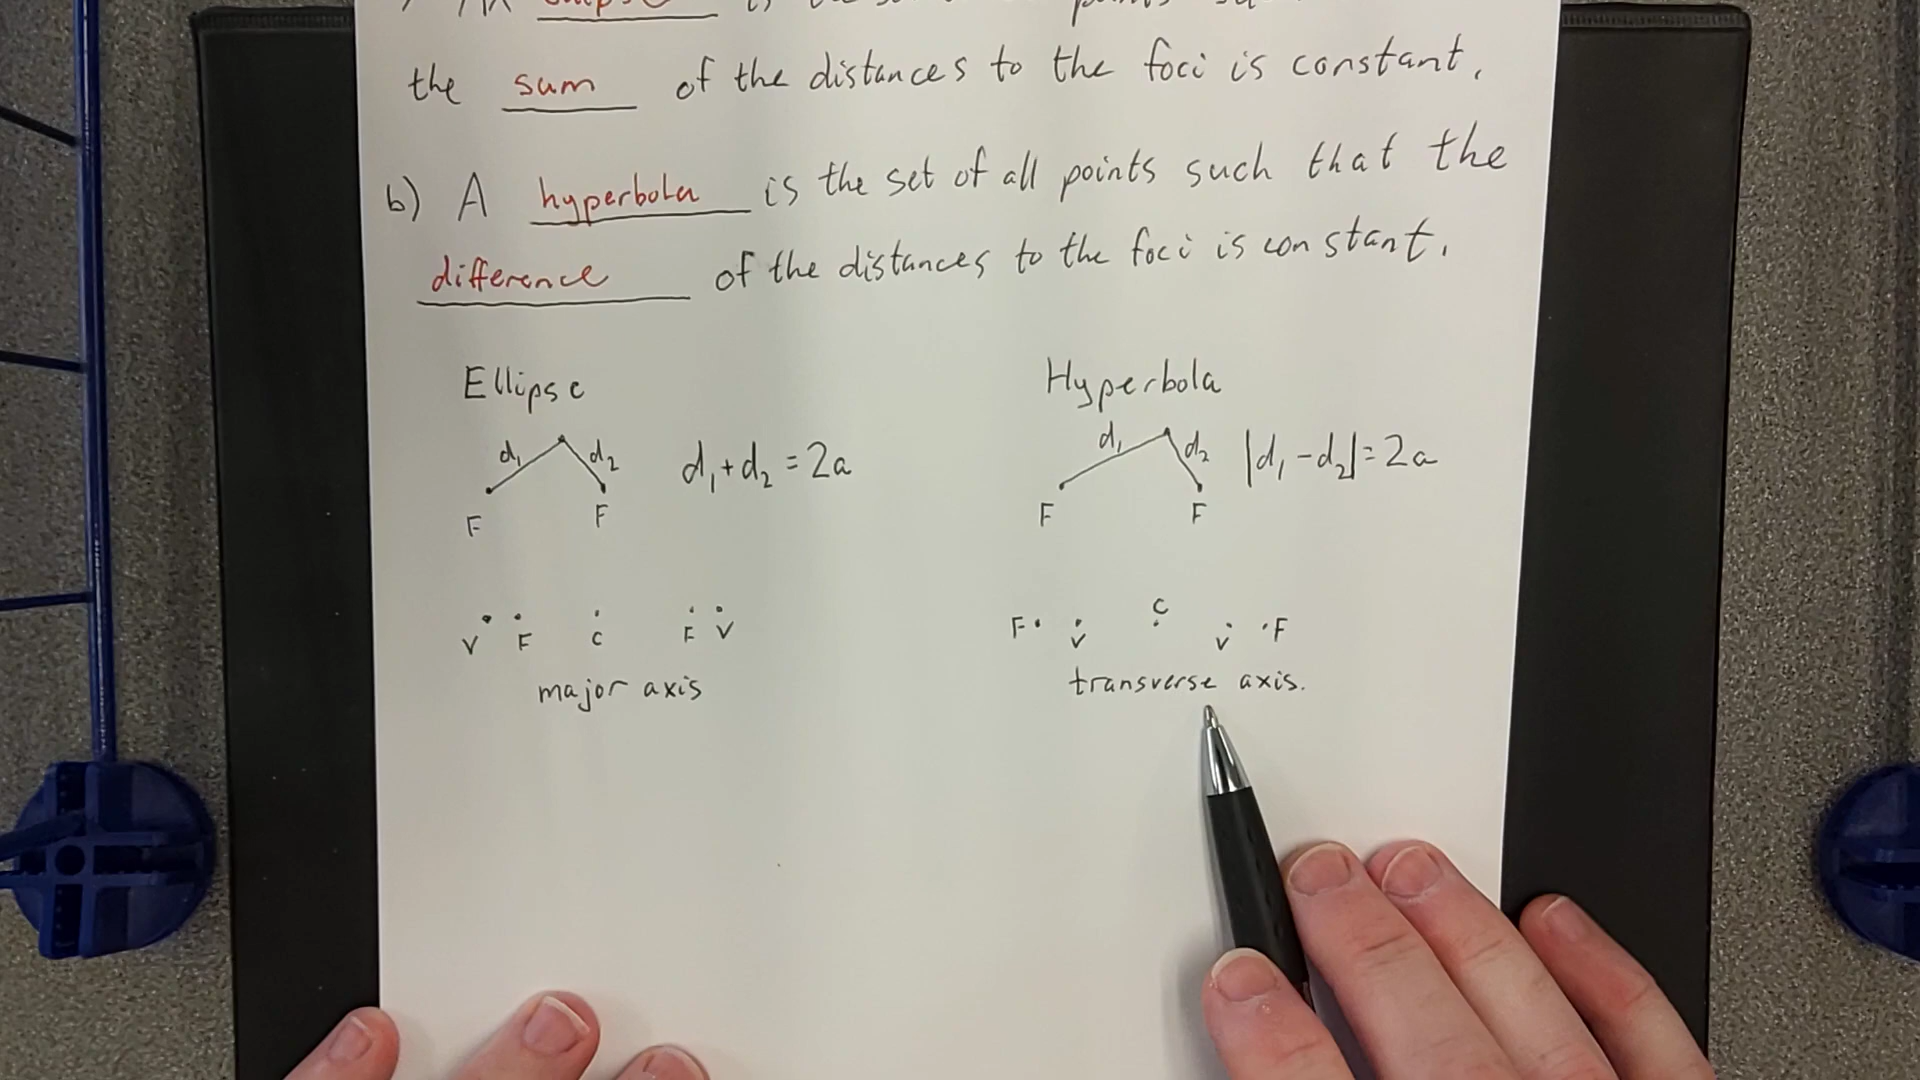 is
the sum of the distances to the foci is constant.
b) A hyperbola is the set of all points such that the
difference of the distances to the foci is constant.
Ellipse
d₁ d₂ d₁+d₂=2a
F F
V F C F V
major axis
Hyperbola
d₁ d₂ |d₁-d₂|=2a
F F
F V C V F
transverse axis.